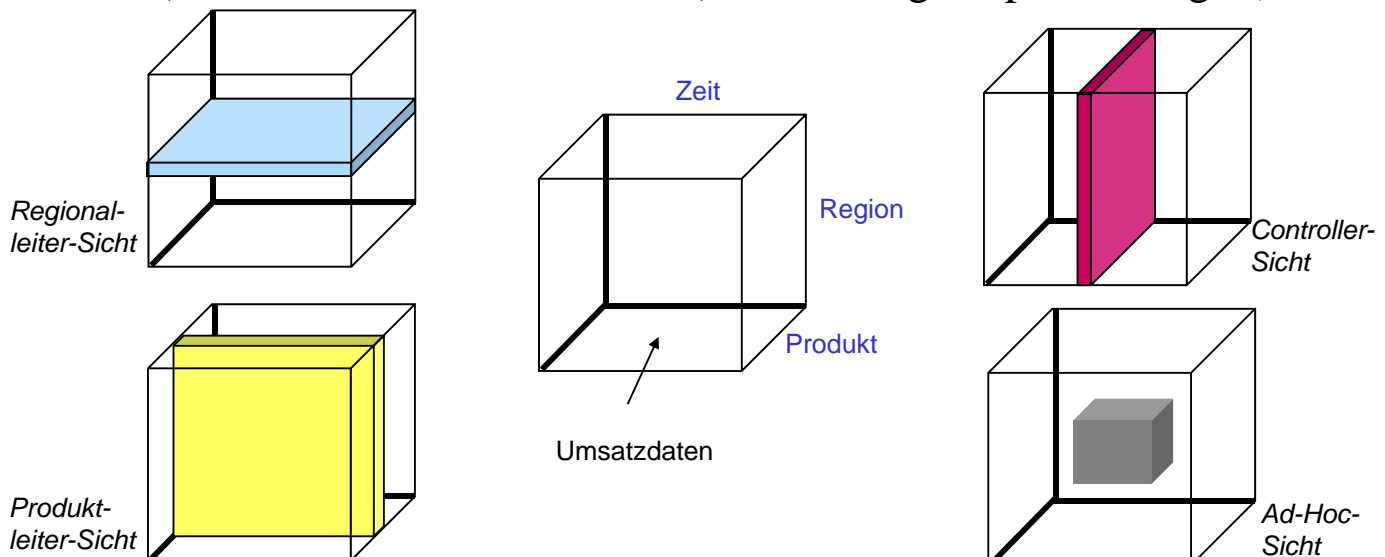 Zeit
Regional-
leiter-Sicht
Region
Controller-
Sicht
Produkt
Umsatzdaten
Produkt-
leiter-Sicht
Ad-Hoc-
Sicht